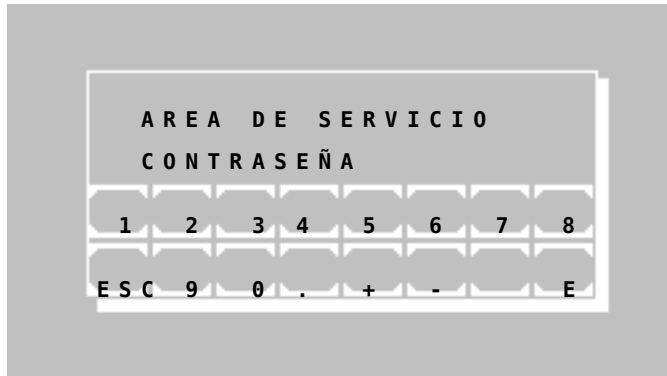 AREA DE SERVICIO
CONTRASEÑA
1 2 3 4 5 6 7 8
ESC 9 0 . + - E